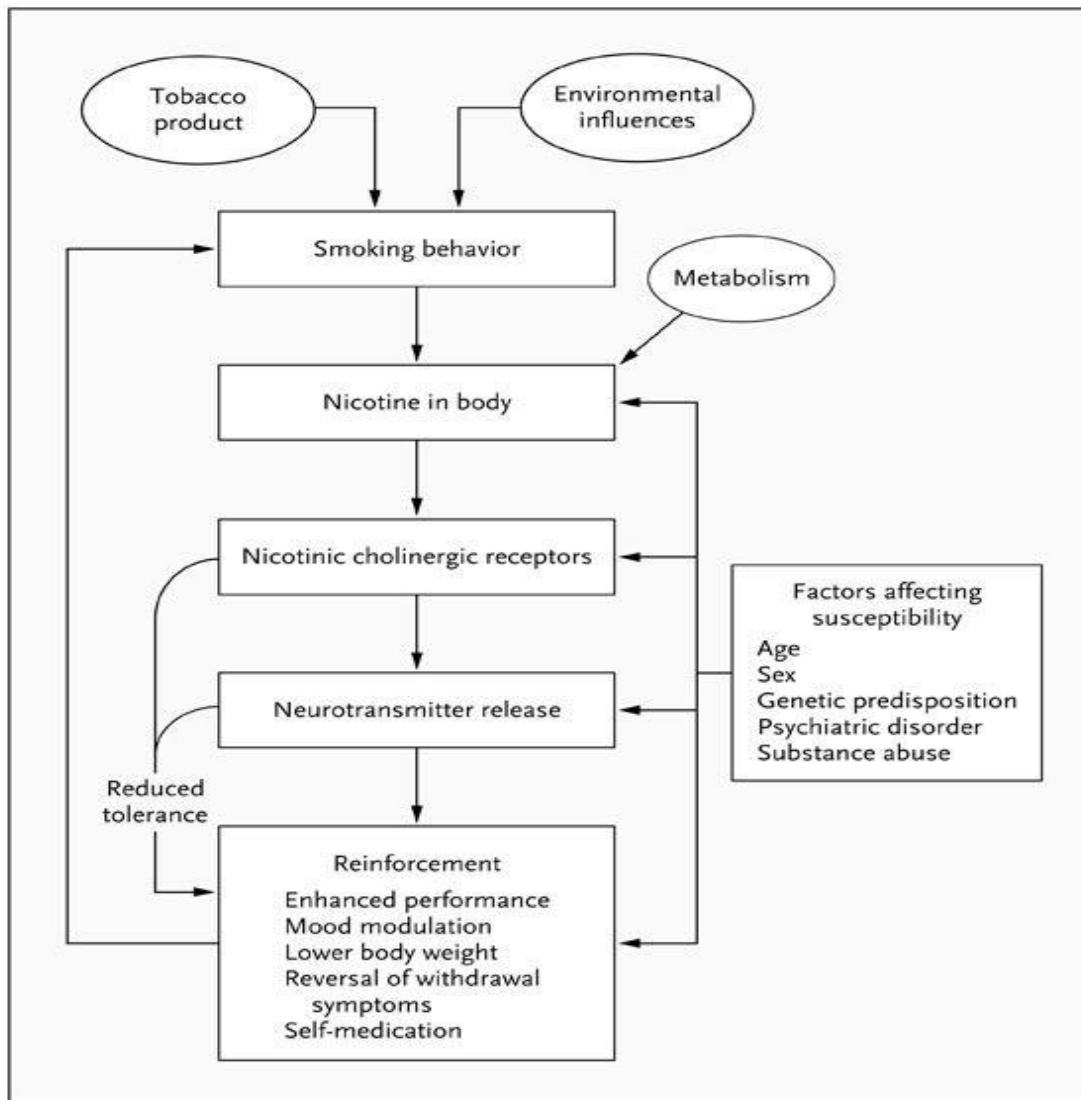 Tobacco
product
Environmental
influences
Smoking behavior
Metabolism
Nicotine in body
Nicotinic cholinergic receptors
Factors affecting
susceptibility
Age
Sex
Genetic predisposition
Psychiatric disorder
Substance abuse
Neurotransmitter release
Reduced
tolerance
Reinforcement
Enhanced performance
Mood modulation
Lower body weight
Reversal of withdrawal
symptoms
Self-medication